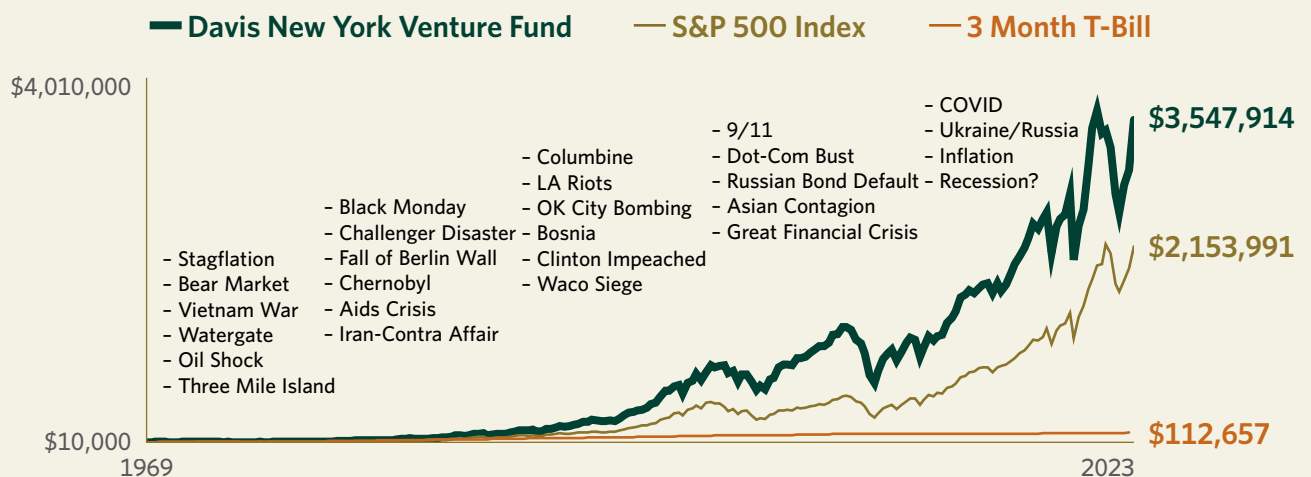 Davis New York Venture Fund
S&P 500 Index
3 Month T-Bill
$4,010,000
– Stagflation
– Bear Market
– Vietnam War
– Watergate
– Oil Shock
– Three Mile Island
– Black Monday
– Challenger Disaster
– Fall of Berlin Wall
– Chernobyl
– Aids Crisis
– Iran-Contra Affair
– Columbine
– LA Riots
– OK City Bombing
– Bosnia
– Clinton Impeached
– Waco Siege
– 9/11
– Dot-Com Bust
– Russian Bond Default
– Asian Contagion
– Great Financial Crisis
– COVID
– Ukraine/Russia
– Inflation
– Recession?
$3,547,914
$2,153,991
$112,657
$10,000
1969
2023